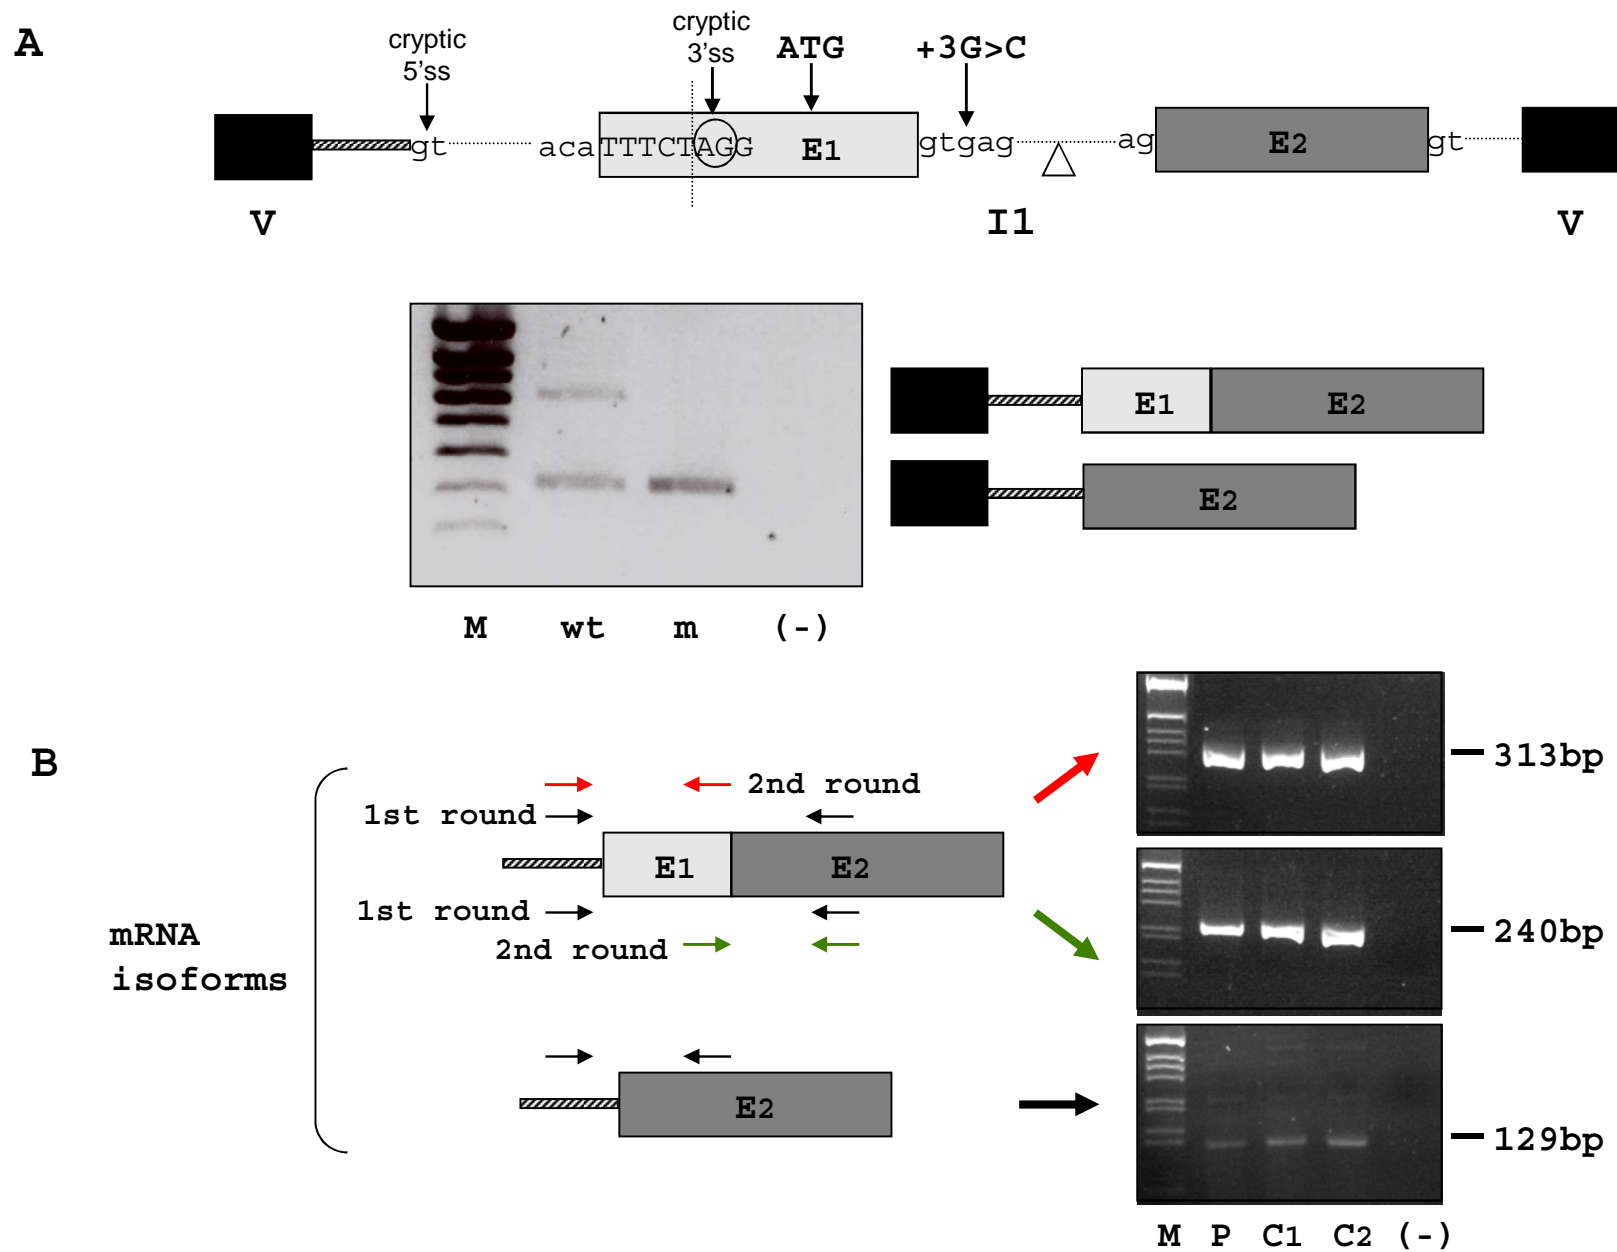 A
cryptic
5’ss
cryptic
3’ss
ATG
+3G>C
gt
acaTTTCTAGG
E1
gtgag
ag
E2
gt
V
I1
V
E1
E2
E2
M wt m (-)
B
2nd round
1st round
E1
E2
1st round
2nd round
mRNA
isoforms
E2
313bp
240bp
129bp
M P C1 C2 (-)